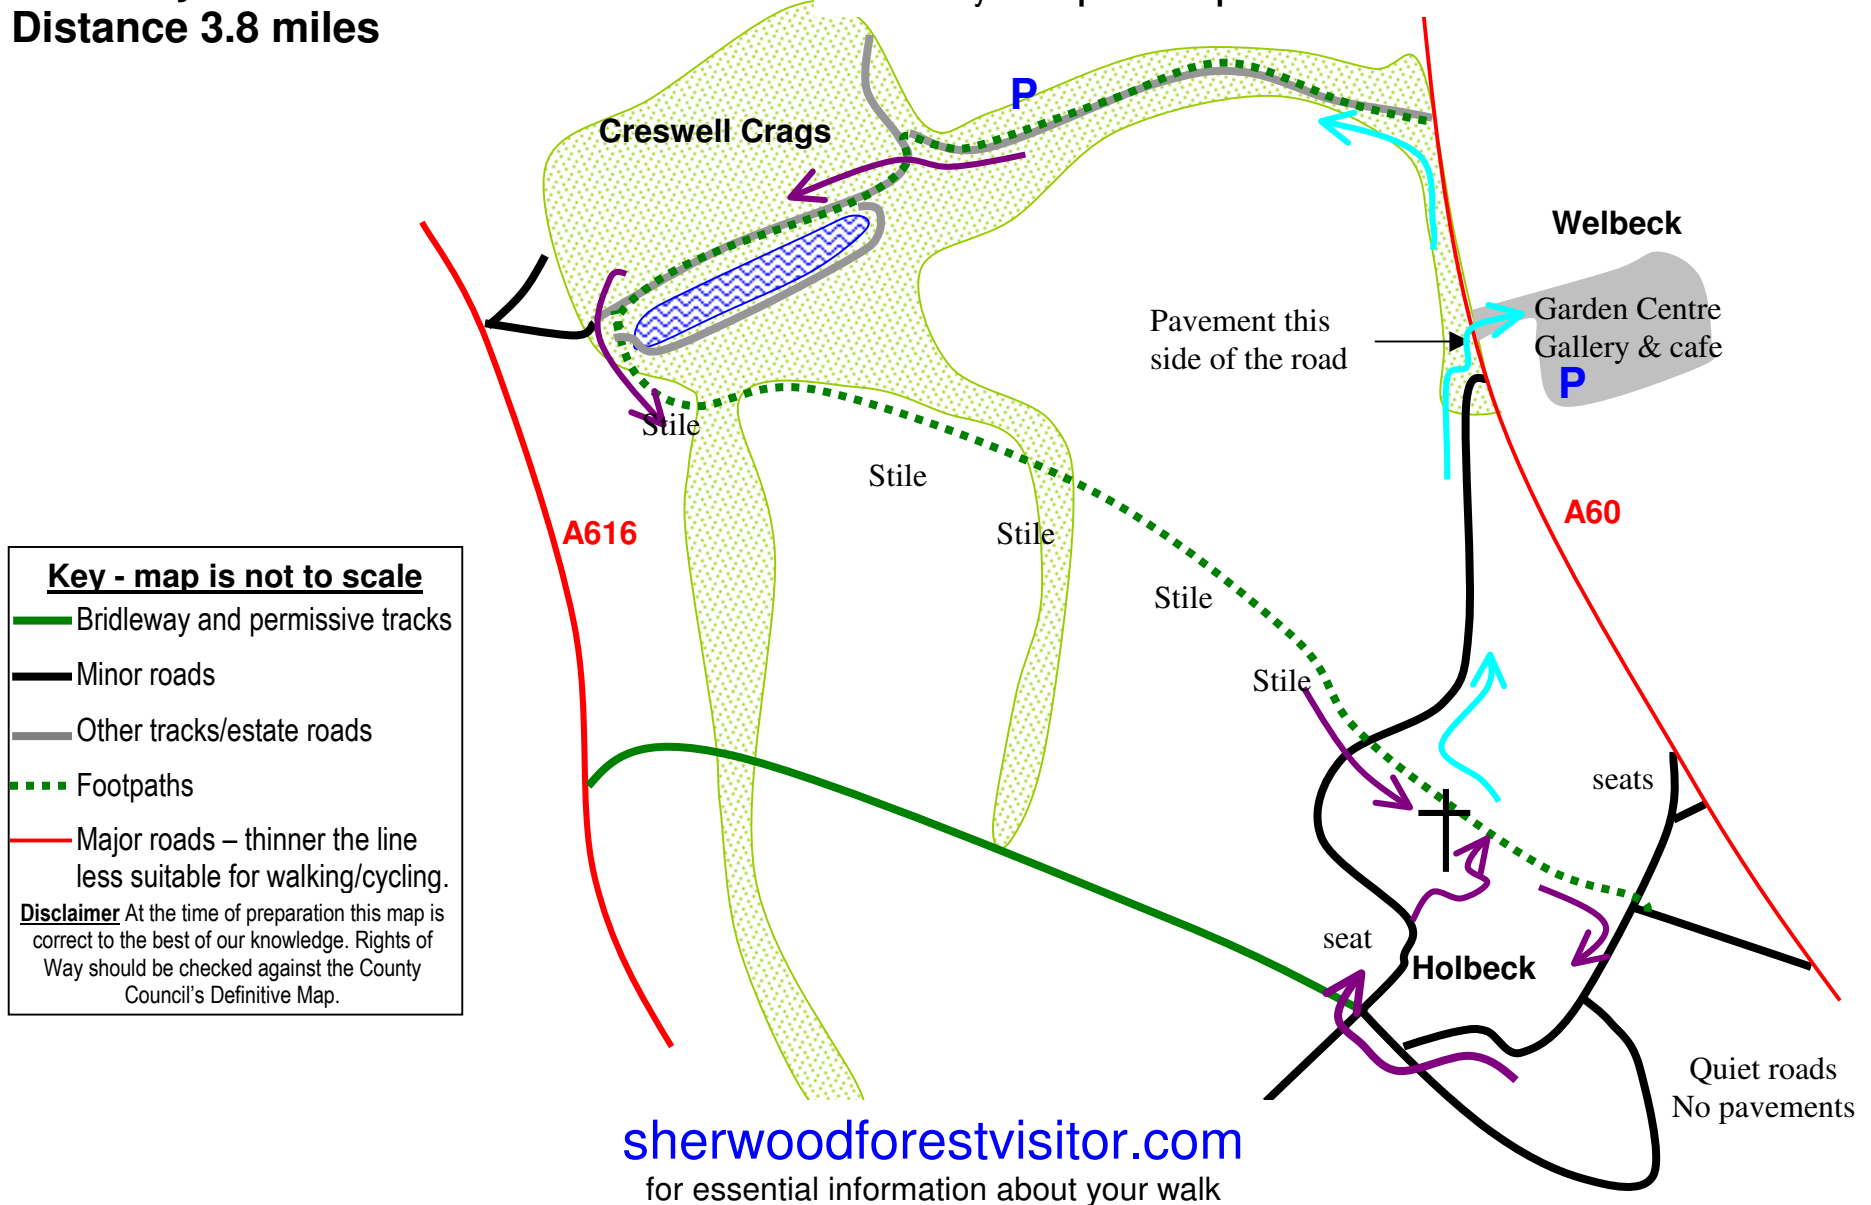 Distance 3.8 miles
P
Creswell Crags
Welbeck
Garden Centre
Gallery & cafe
P
Pavement this
side of the road
Stile
Stile
A616
Stile
A60
Stile
Stile
seats
seat
Holbeck
Quiet roads
No pavements
Key - map is not to scale
Bridleway and permissive tracks
Minor roads
Other tracks/estate roads
Footpaths
Major roads – thinner the line
less suitable for walking/cycling.
Disclaimer At the time of preparation this map is
correct to the best of our knowledge. Rights of
Way should be checked against the County
Council's Definitive Map.
sherwoodforestvisitor.com
for essential information about your walk